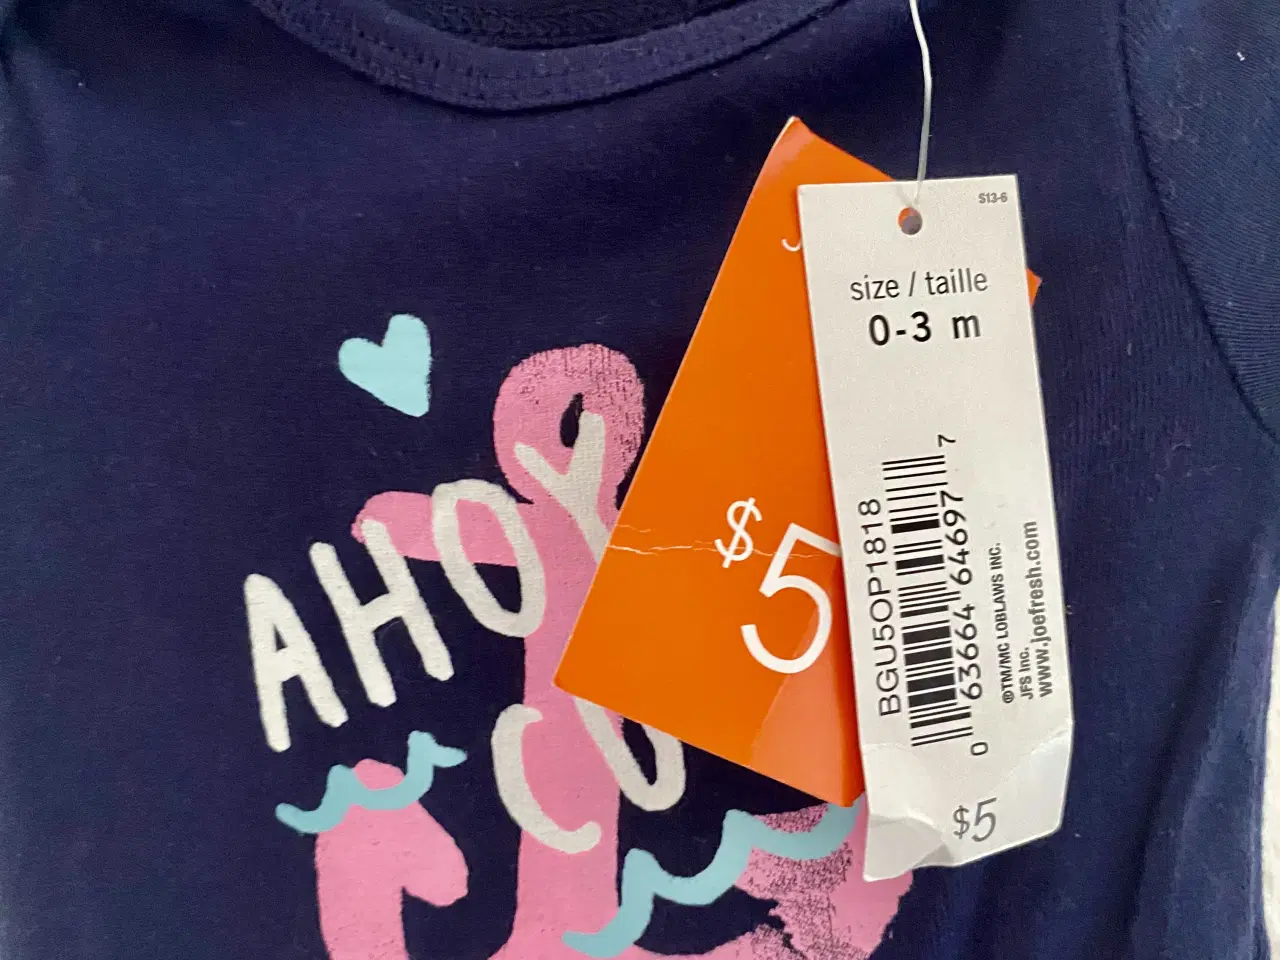 AHOY
$5
S13-6
size / taille
0-3 m
BGU5OP1818
0 63664 64697 7
®TM/MC LOBLAWS INC.
JFS Inc.
www.joefresh.com
$5